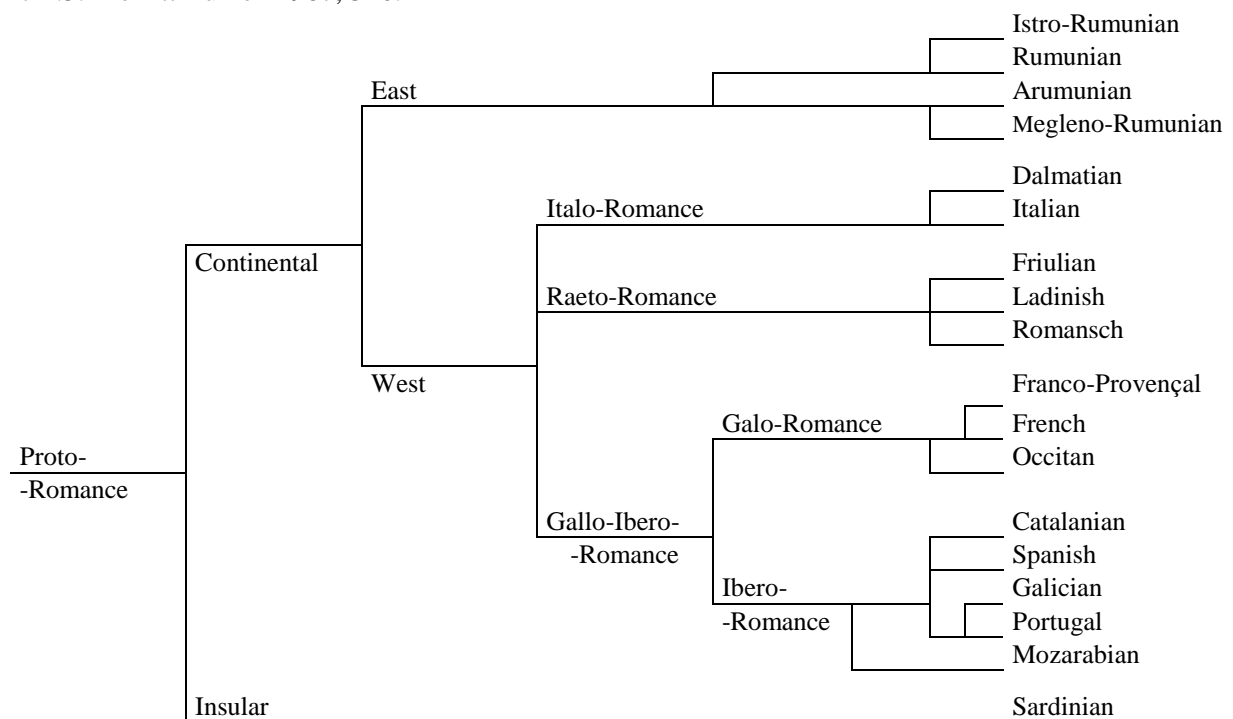 Istro-Rumunian
Rumunian
East
Arumunian
Megleno-Rumunian
Dalmatian
Italo-Romance
Italian
Continental
Friulian
Raeto-Romance
Ladinish
Romansch
West
Franco-Provençal
Galo-Romance
French
Proto-
-Romance
Occitan
Gallo-Ibero-
-Romance
Catalanian
Spanish
Ibero-
-Romance
Galician
Portugal
Mozarabian
Insular
Sardinian